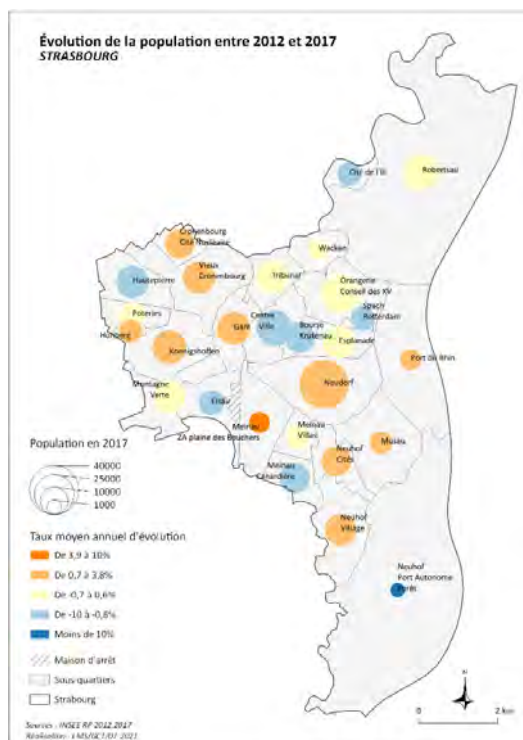 Évolution de la population entre 2012 et 2017
STRASBOURG
Cité de l'Ill
Robertsau
Cronenbourg
Cité Nucléaire
Wacken
Vieux
Cronenbourg
Hautepierre
Tribunal
Orangerie
Conseil des XV
Spach
Rotterdam
Poteries
Hohberg
Gare
Centre
Ville
Bourse
Krutenau
Esplanade
Koenigshoffen
Port du Rhin
Neudorf
Montagne
Verte
Elsau
Meinau
ZA plaine des Bouchers
Meinau
Villas
Musau
Neuhof
Cités
Meinau
Canardière
Neuhof
Village
Neuhof
Port Autonome
Forêt
Population en 2017
40000
25000
10000
1000
Taux moyen annuel d'évolution
De 3,9 à 10%
De 0,7 à 3,8%
De -0,7 à 0,6%
De -10 à -0,8%
Moins de 10%
Maison d'arrêt
Sous-quartiers
Strabourg
N
0
2 km
Sources : INSEE RP 2012,2017